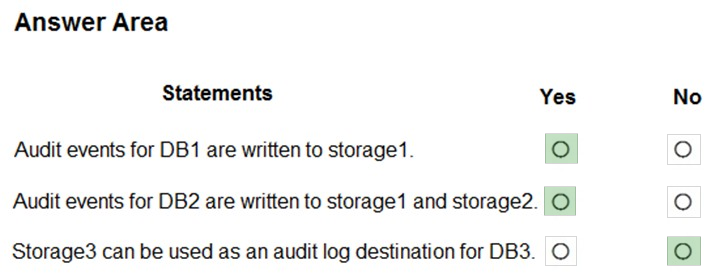 Answer Area
Statements Yes No
Audit events for DB1 are written to storage1.
Audit events for DB2 are written to storage1 and storage2.
Storage3 can be used as an audit log destination for DB3.